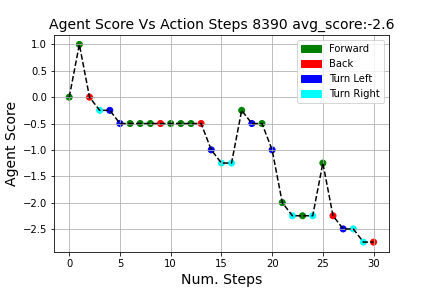 Agent Score Vs Action Steps 8390 avg_score:-2.6
Agent Score
1.0
0.5
0.0
−0.5
−1.0
−1.5
−2.0
−2.5
Forward
Back
Turn Left
Turn Right
0 5 10 15 20 25 30
Num. Steps